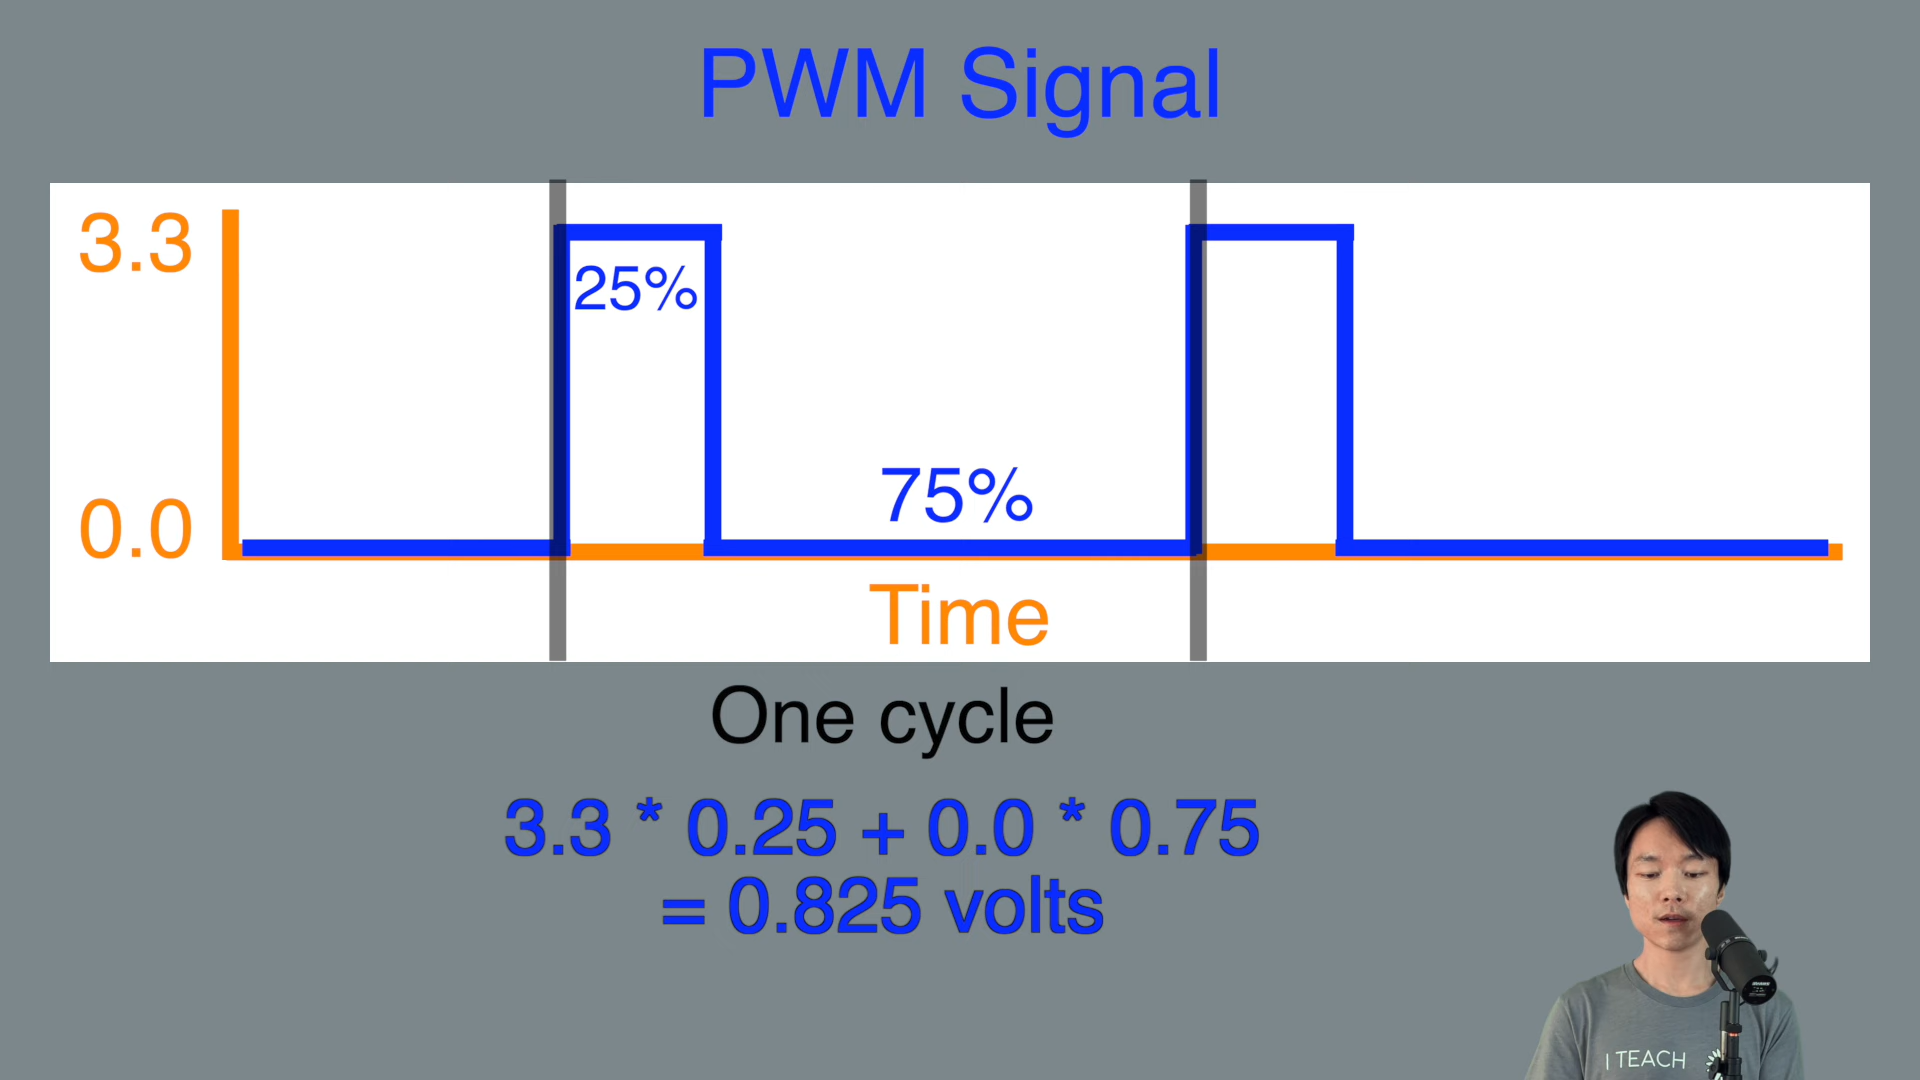 PWM Signal
3.3
25%
75%
0.0
Time
One cycle
3.3 * 0.25 + 0.0 * 0.75
= 0.825 volts
I TEACH